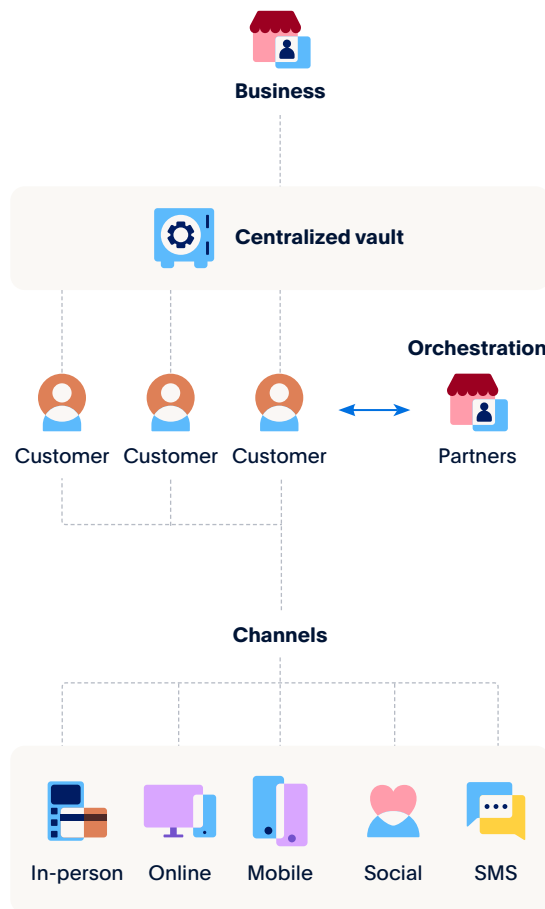 Business
Centralized vault
Orchestration
Customer Customer Customer Partners
Channels
In-person Online Mobile Social SMS